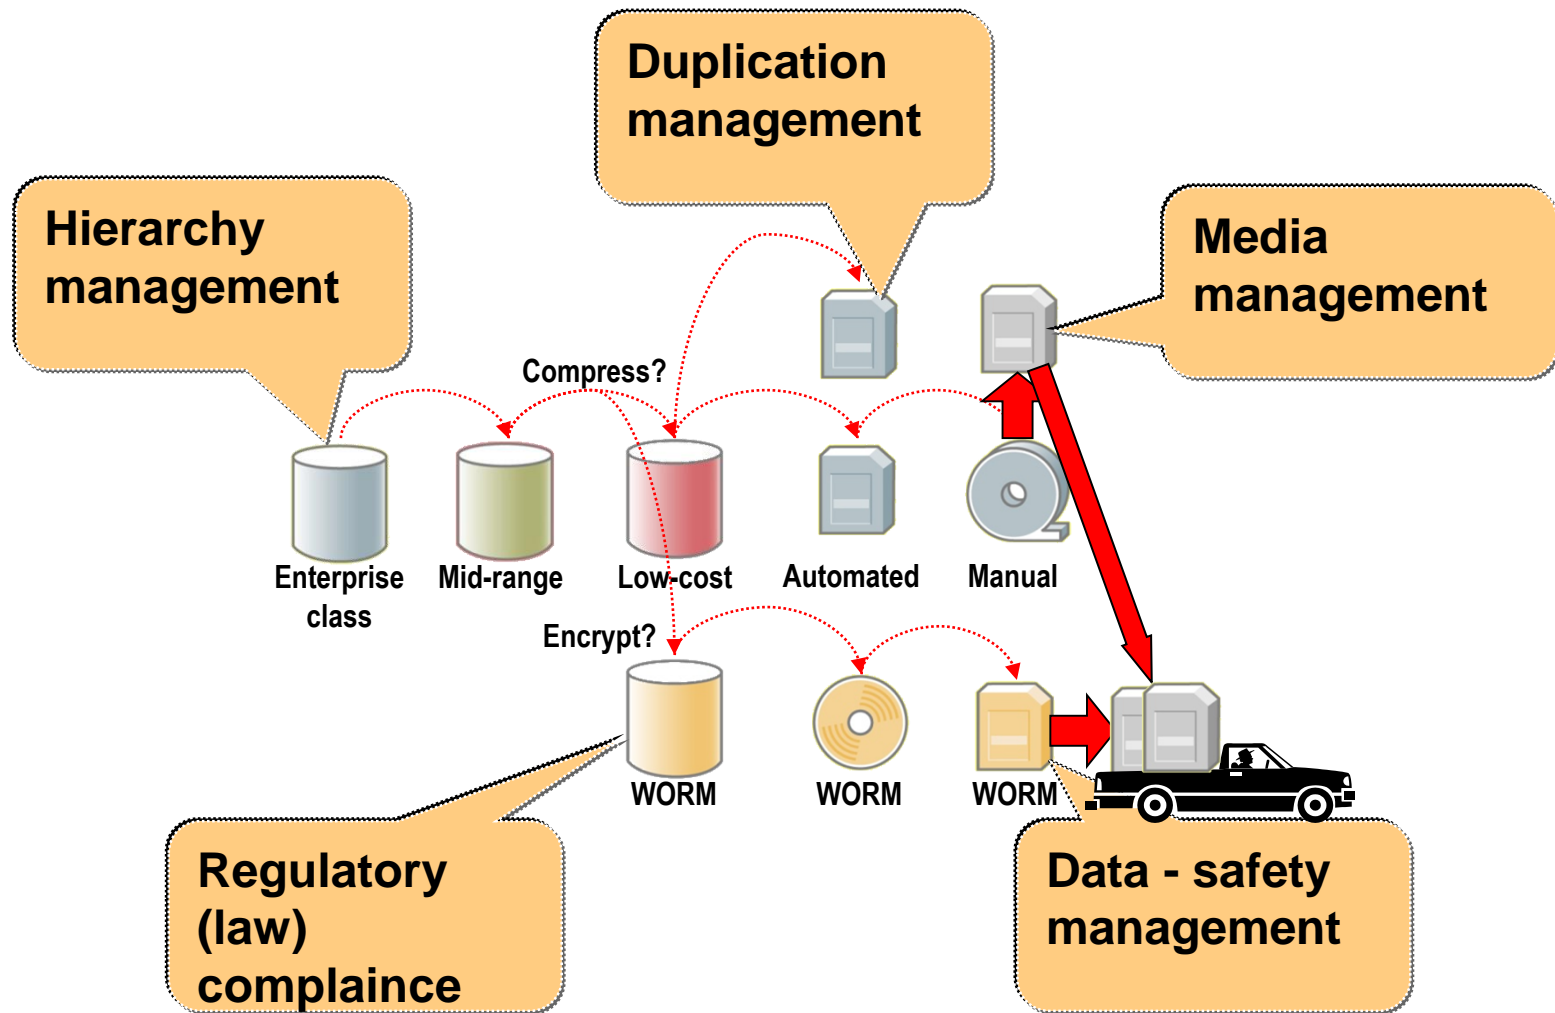 Duplication
management
Hierarchy
management
Media
management
Compress?
Enterprise
class
Mid-range
Low-cost
Automated
Manual
Encrypt?
WORM
WORM
WORM
Regulatory
(law)
complaince
Data - safety
management